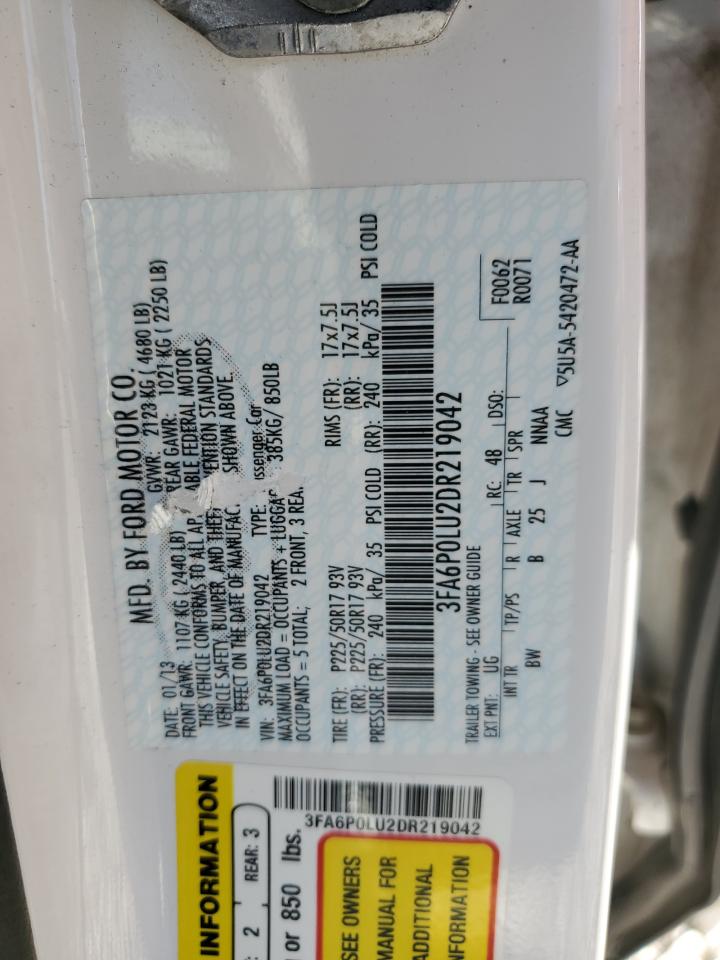 MFD. BY FORD MOTOR CO.
DATE: 01/13 GVWR: 2123 KG ( 4680 LB)
FRONT GAWR: 1107 KG ( 2440 LB) REAR GAWR: 1021 KG ( 2250 LB)
THIS VEHICLE CONFORMS TO ALL AP ABLE FEDERAL MOTOR
VEHICLE SAFETY, BUMPER, AND THEF ENTION STANDARDS
IN EFFECT ON THE DATE OF MANUFAC SHOWN ABOVE.
VIN: 3FA6P0LU2DR219042 TYPE: ssenger Car
MAXIMUM LOAD = OCCUPANTS + LUGGA 385KG/ 850LB
OCCUPANTS = 5 TOTAL; 2 FRONT, 3 REA.
TIRE (FR): P225/50R17 93V RIMS (FR): 17x7.5J
(RR): P225/50R17 93V (RR): 17x7.5J
PRESSURE (FR): 240 kPa/ 35 PSI COLD (RR): 240 kPa/ 35 PSI COLD
3FA6P0LU2DR219042
TRAILER TOWING - SEE OWNER GUIDE
F0062
R0071
EXT PNT: UG RC: 48 DSO:
INT TR TP/PS R AXLE TR SPR
BW B 25 J NNAA
CMC ▽5U5A-5420472-AA
INFORMATION
: 2 REAR: 3
or 850 lbs.
3FA6P0LU2DR219042
SEE OWNERS
MANUAL FOR
ADDITIONAL
INFORMATION